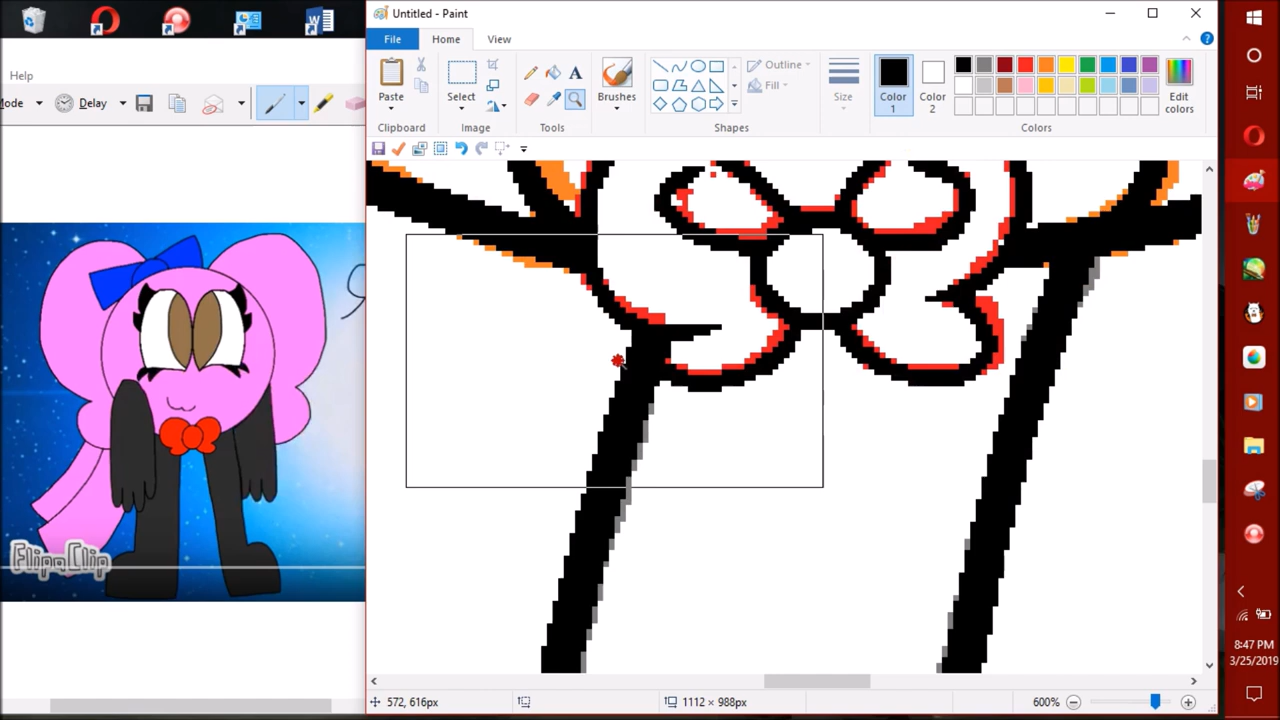 Untitled - Paint
Help
File
Home
View
Mode
Delay
Paste
Select
Brushes
Outline
Fill
Size
Color
1
Color
2
Edit
colors
Clipboard
Image
Tools
Shapes
Colors
FlipaClip
572, 616px
1112 × 988px
600%
8:47 PM
3/25/2019